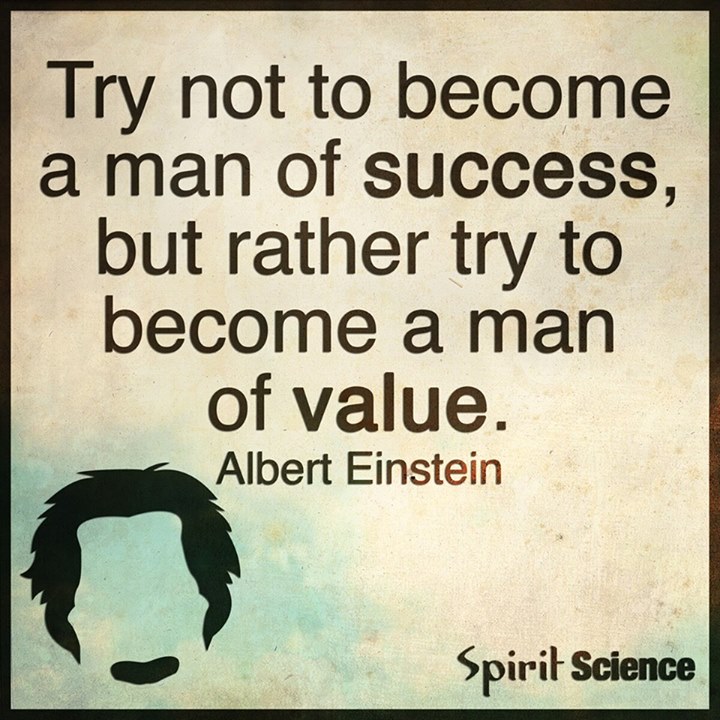 Try not to become
a man of success,
but rather try to
become a man
of value.
Albert Einstein
Spirit Science